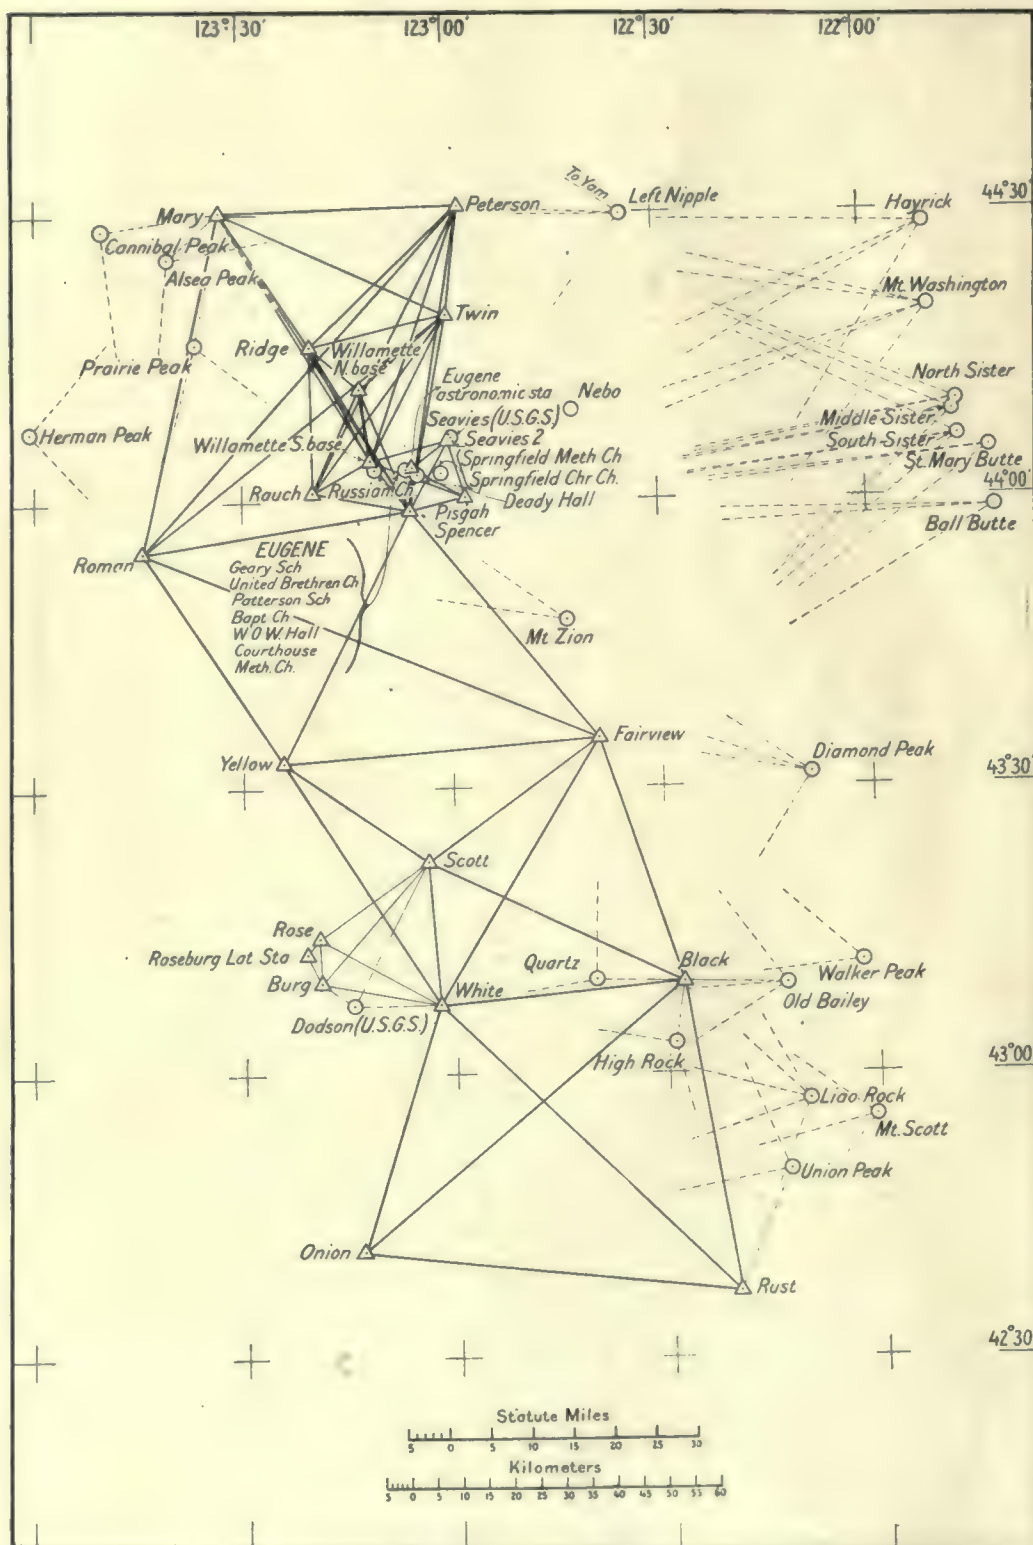 123°30′
123°00′
122°30′
122°00′
44°30′
Mary
Peterson
To Yam
Left Nipple
Hayrick
Cannibal Peak
Alsea Peak
Mt. Washington
Twin
Ridge
Willamette
N. base
Prairie Peak
Eugene
astronomic sta
Nebo
North Sister
Seavies (U.S.G.S)
Middle Sister
Herman Peak
Willamette S. base
Seavies 2
South Sister
Springfield Meth Ch
St. Mary Butte
Springfield Chr Ch.
44°00′
Rauch
Russian Ch.
Deady Hall
Pisgah
Ball Butte
Spencer
Roman
EUGENE
Geary Sch
United Brethren Ch
Patterson Sch
Bapt Ch
W O W. Hall
Courthouse
Meth. Ch.
Mt Zion
Fairview
Yellow
Diamond Peak
43°30′
Scott
Rose
Roseburg Lat Sta
Quartz
Black
Walker Peak
Burg
White
Old Bailey
Dodson (U.S.G.S.)
High Rock
43°00′
Liao Rock
Mt. Scott
Union Peak
Onion
Rust
42°30′
Statute Miles
5 0 5 10 15 20 25 30
Kilometers
5 0 5 10 15 20 25 30 35 40 45 50 55 60